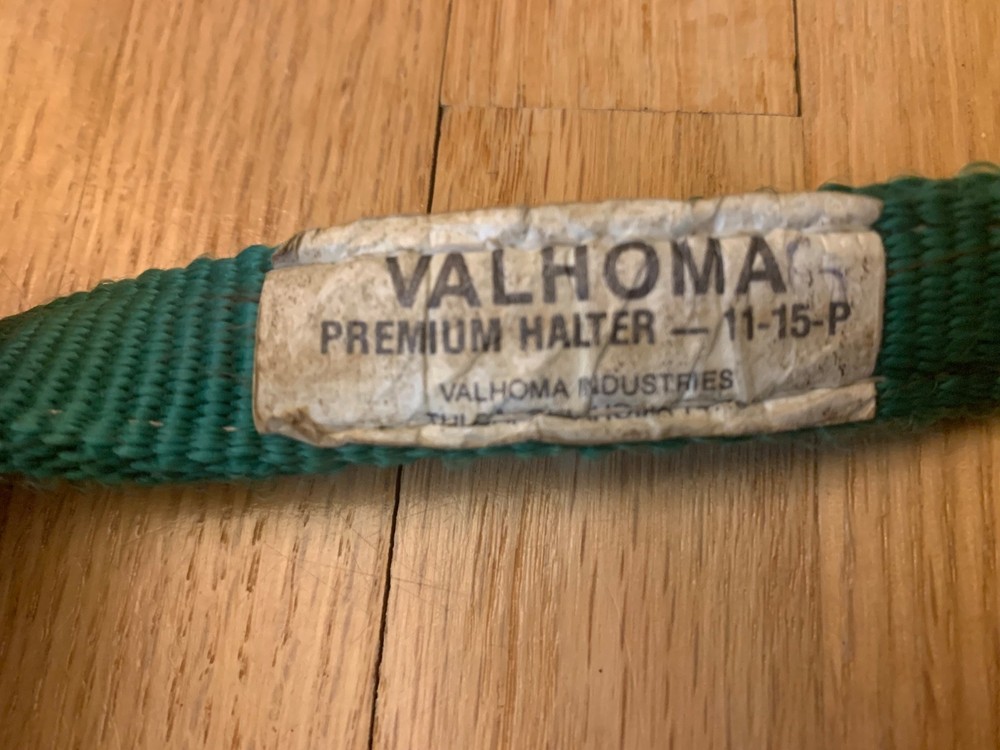 VALHOMA
PREMIUM HALTER — 11-15-P
VALHOMA INDUSTRIES